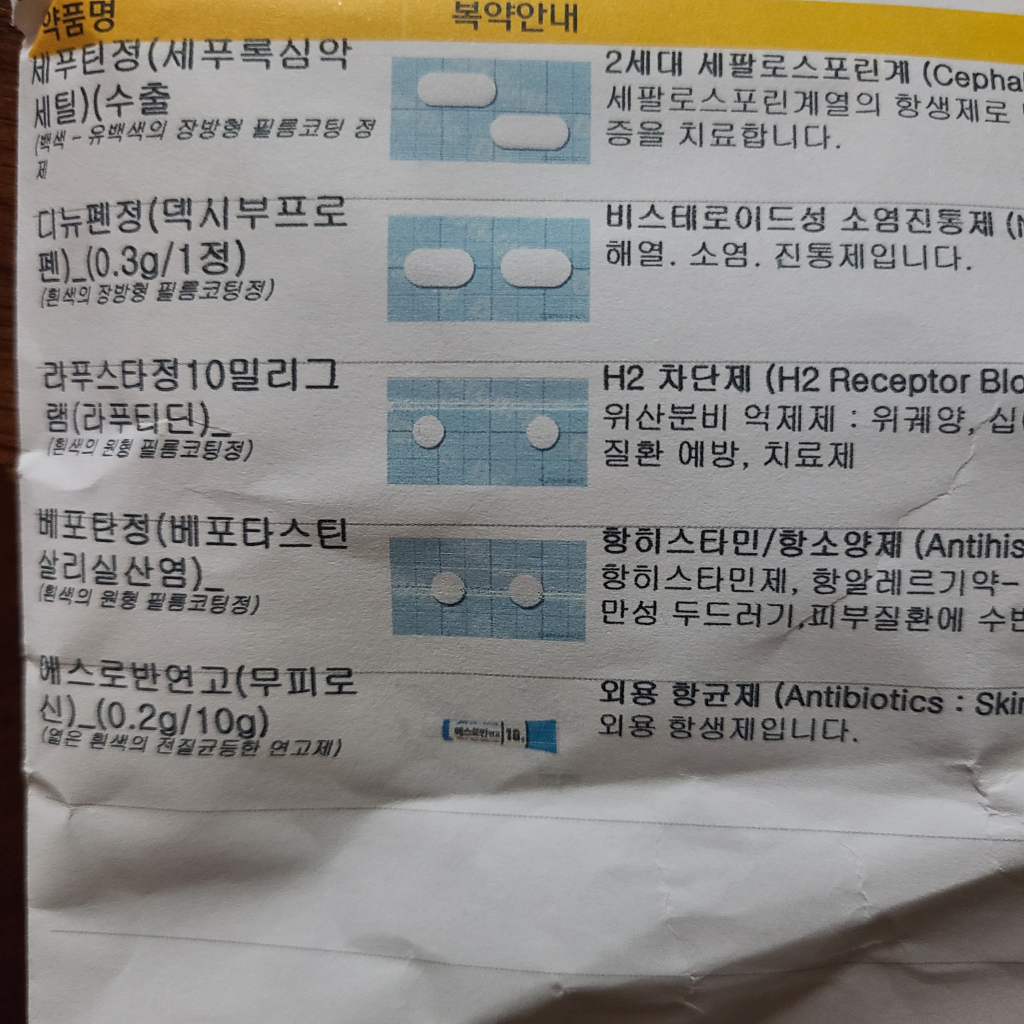 약품명 복약안내
세푸틴정(세푸록심악
세틸)(수출
(백색 - 유백색의 장방형 필름코팅 정
제
2세대 세팔로스포린계 (Cephal
세팔로스포린계열의 항생제로
증을 치료합니다.
디뉴펜정(덱시부프로
펜)_(0.3g/1정)
(흰색의 장방형 필름코팅정)
비스테로이드성 소염진통제 (N
해열. 소염. 진통제입니다.
라푸스타정10밀리그
램(라푸티딘)_
(흰색의 원형 필름코팅정)
H2 차단제 (H2 Receptor Blo
위산분비 억제제 : 위궤양, 십
질환 예방, 치료제
베포탄정(베포타스틴
살리실산염)_
(흰색의 원형 필름코팅정)
항히스타민/항소양제 (Antihis
항히스타민제, 항알레르기약-
만성 두드러기,피부질환에 수반
에스로반연고(무피로
신)_(0.2g/10g)
(엷은 흰색의 전질균등한 연고제)
에스로반연고 10g
외용 항균제 (Antibiotics : Skin
외용 항생제입니다.